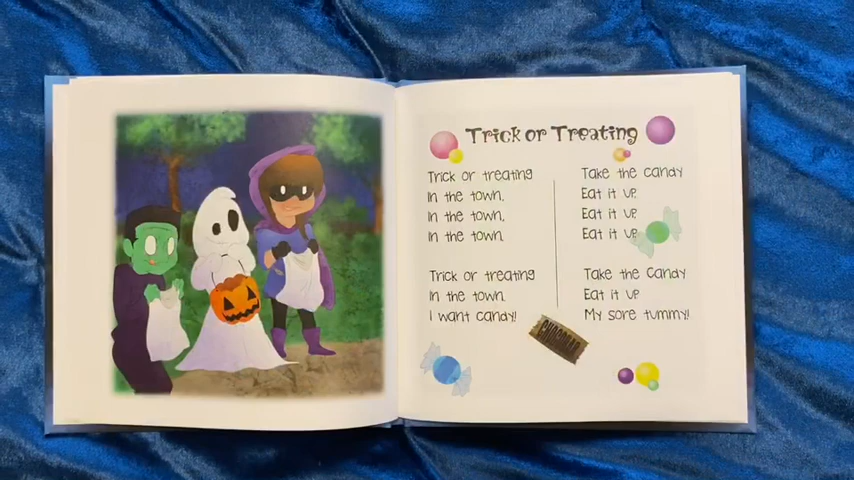 Trick or Treating
Trick or treating
In the town,
In the town,
In the town.
Trick or treating
In the town.
I want candy!
Take the candy
Eat it up.
Eat it up
Eat it up.
Take the Candy
Eat it up
My sore tummy!